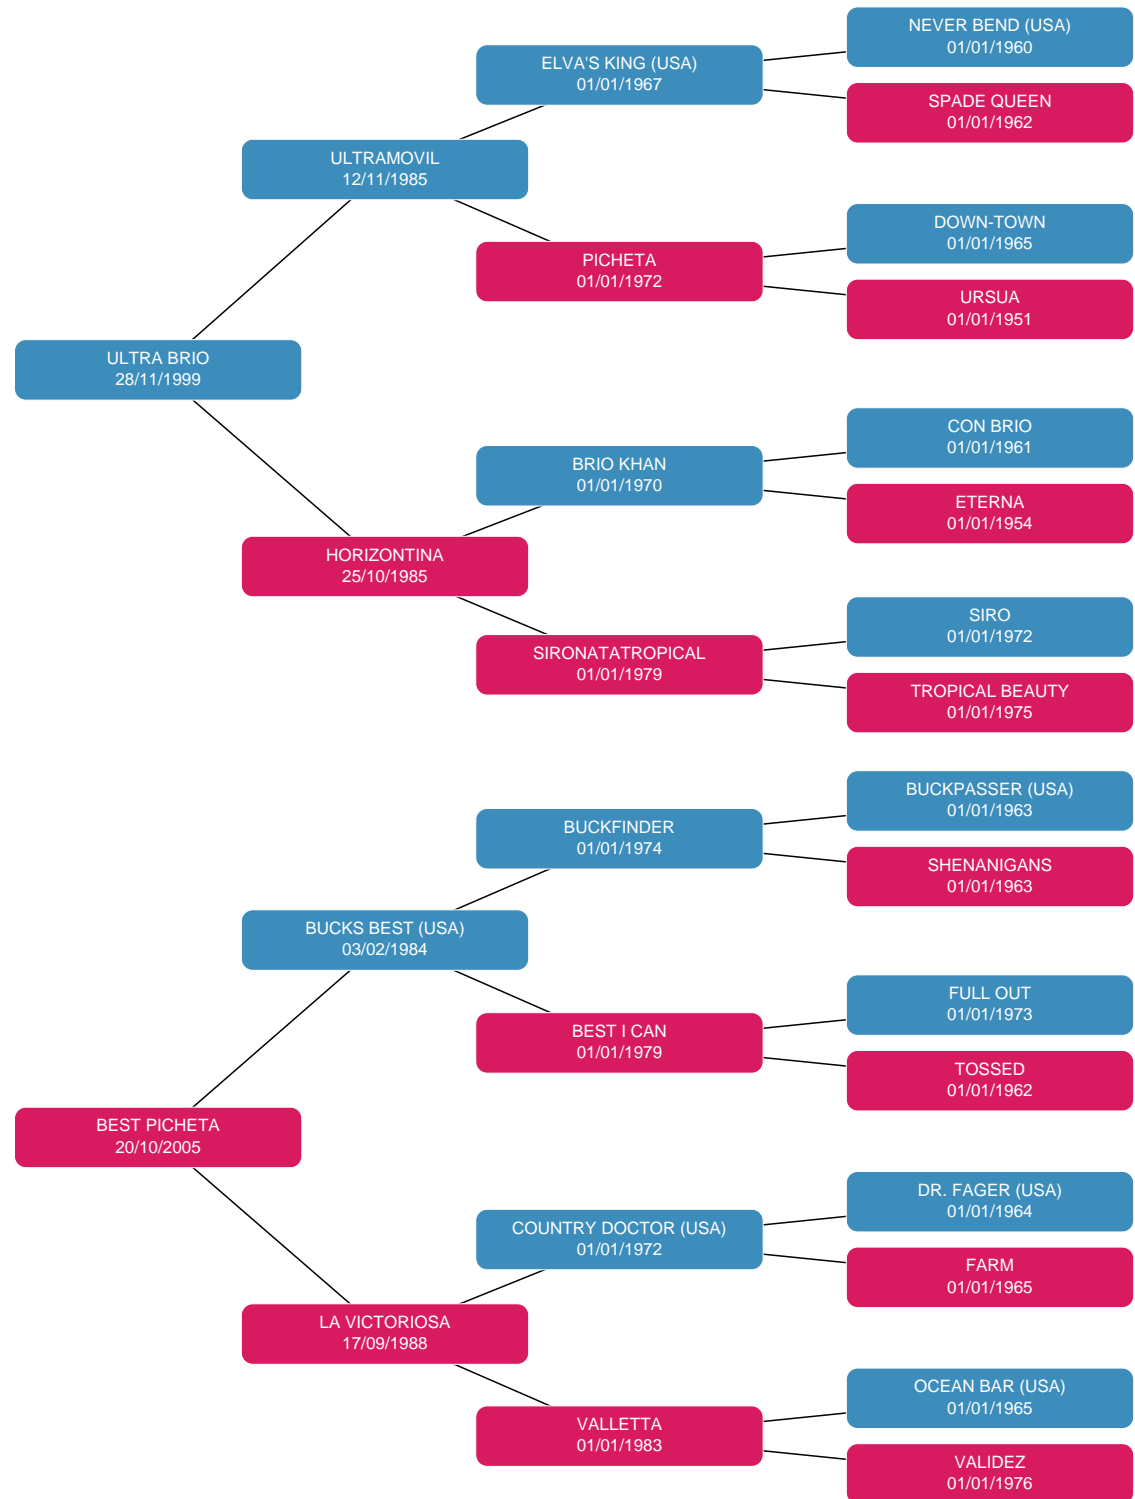 NEVER BEND (USA)
01/01/1960
ELVA'S KING (USA)
01/01/1967
SPADE QUEEN
01/01/1962
ULTRAMOVIL
12/11/1985
DOWN-TOWN
01/01/1965
PICHETA
01/01/1972
URSUA
01/01/1951
ULTRA BRIO
28/11/1999
CON BRIO
01/01/1961
BRIO KHAN
01/01/1970
ETERNA
01/01/1954
HORIZONTINA
25/10/1985
SIRO
01/01/1972
SIRONATATROPICAL
01/01/1979
TROPICAL BEAUTY
01/01/1975
BUCKPASSER (USA)
01/01/1963
BUCKFINDER
01/01/1974
SHENANIGANS
01/01/1963
BUCKS BEST (USA)
03/02/1984
FULL OUT
01/01/1973
BEST I CAN
01/01/1979
TOSSED
01/01/1962
BEST PICHETA
20/10/2005
DR. FAGER (USA)
01/01/1964
COUNTRY DOCTOR (USA)
01/01/1972
FARM
01/01/1965
LA VICTORIOSA
17/09/1988
OCEAN BAR (USA)
01/01/1965
VALLETTA
01/01/1983
VALIDEZ
01/01/1976